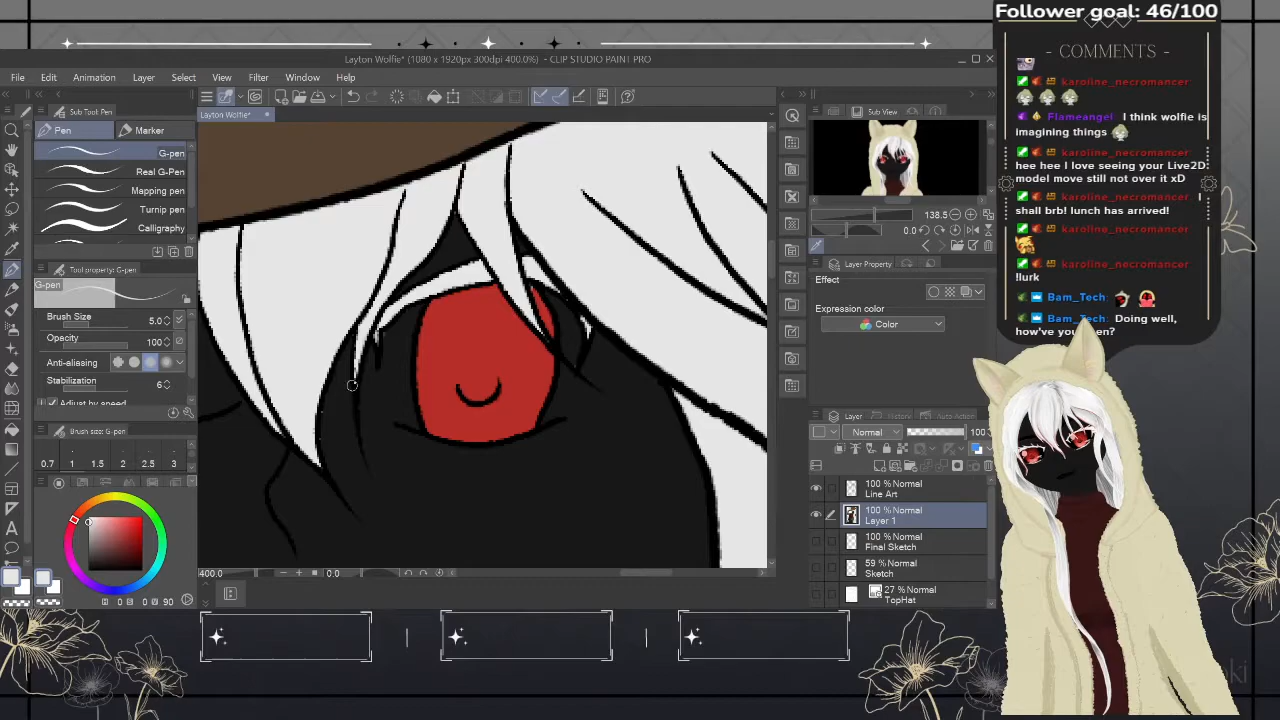 Follower goal: 46/100
- COMMENTS -
karoline_necromancer:
Flameangel: I think wolfie is
imagining things
karoline_necromancer:
hee hee I love seeing your Live2D
model move still not over it xD
karoline_necromancer: I
shall brb! lunch has arrived!
karoline_necromancer:
karoline_necromancer:
!lurk
Bam_Tech:
Bam_Tech: Doing well,
how've you been?
Layton Wolfie* (1080 x 1920px 300dpi 400.0%) - CLIP STUDIO PAINT PRO
File Edit Animation Layer Select View Filter Window Help
Sub Tool Pen
Layton Wolfie*
Sub View
Pen
Marker
G-pen
Real G-Pen
Mapping pen
Turnip pen
Calligraphy
Tool property: G-pen
G-pen
Brush Size 5.0
Opacity 100
Anti-aliasing
Stabilization 6
Adjust by speed
Brush size: G-pen
0.7 1 1.5 2 2.5 3
0 S 0 V 90
400.0
0.0
138.5
0.0
Layer Property
Effect
Expression color
Color
Layer History Auto Action
Normal 100
100 % Normal
Line Art
100 % Normal
Layer 1
100 % Normal
Final Sketch
59 % Normal
Sketch
27 % Normal
TopHat